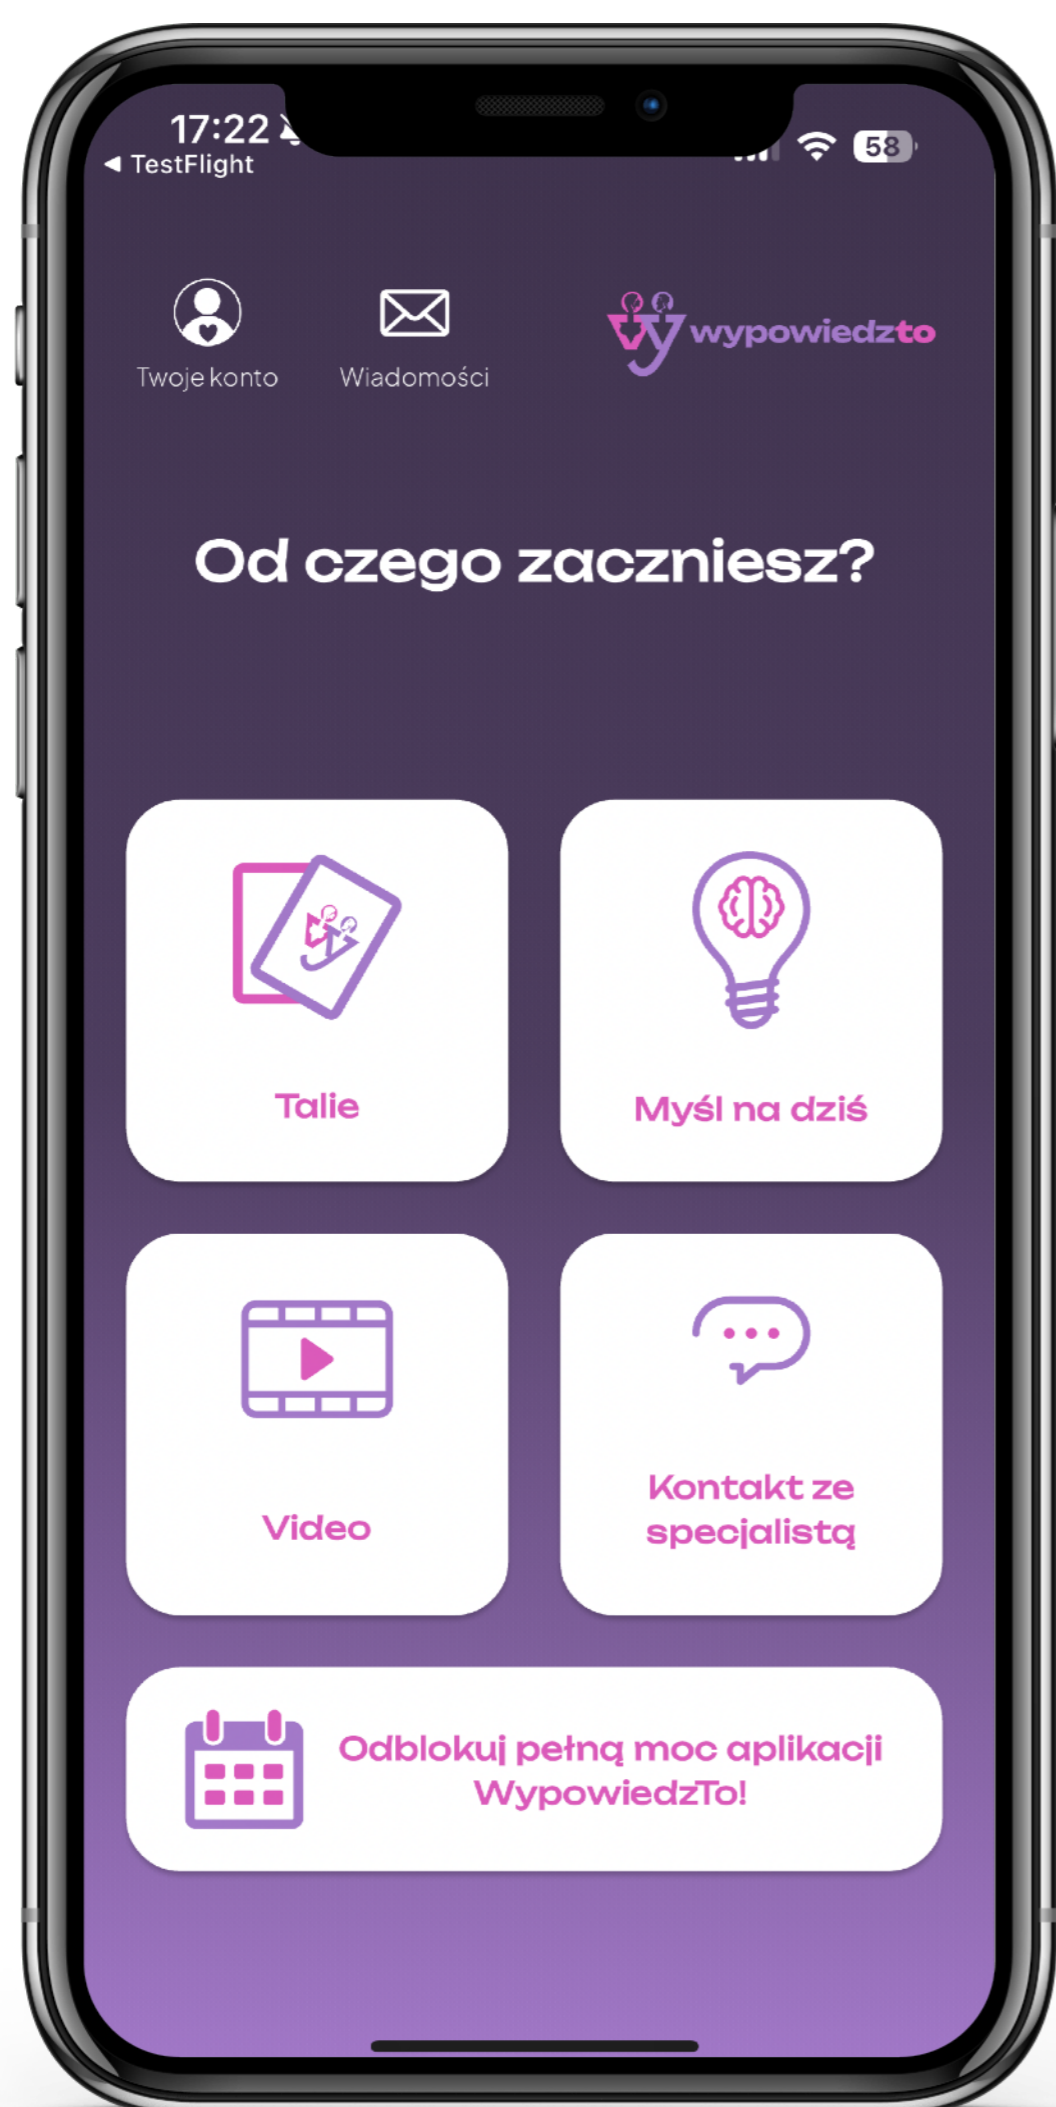 17:22
◀ TestFlight
58
Twoje konto
Wiadomości
wypowiedzto
Od czego zaczniesz?
Talie
Myśl na dziś
Video
Kontakt ze
specjalistą
Odblokuj pełną moc aplikacji
WypowiedzTo!